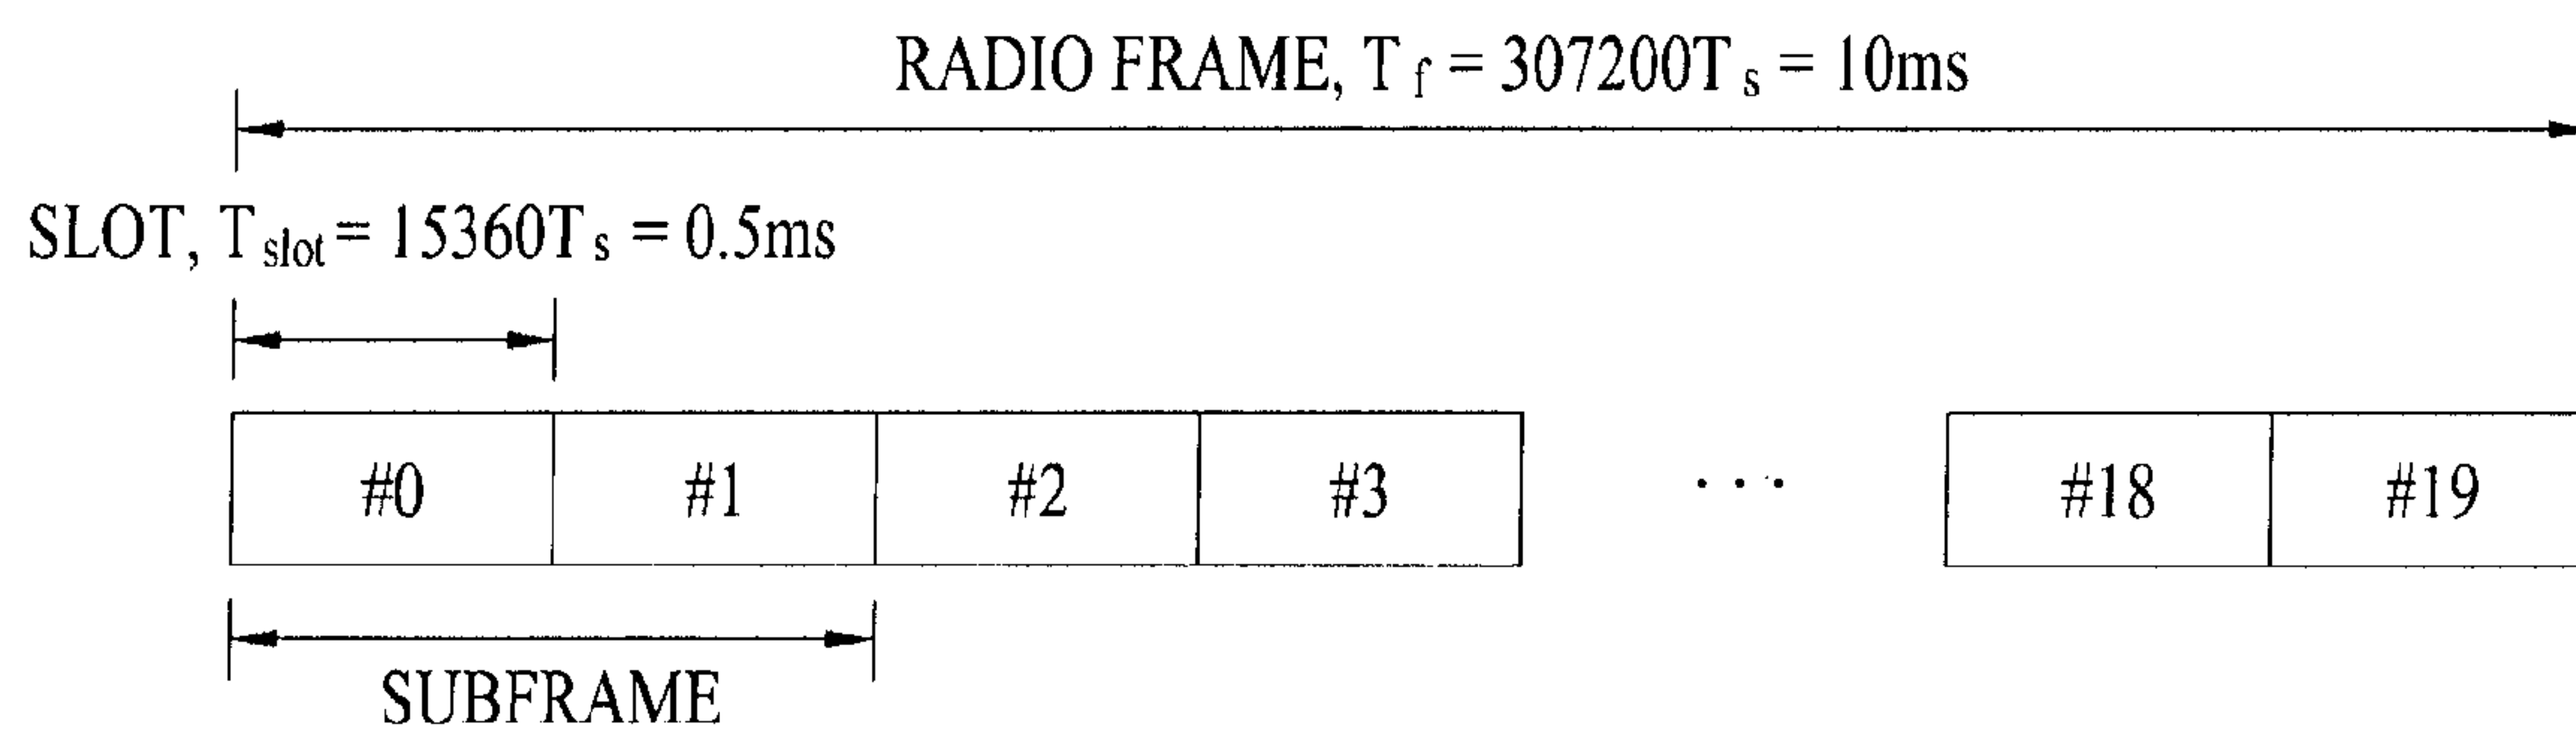 RADIO FRAME, T f = 307200T s = 10ms
SLOT, T slot = 15360T s = 0.5ms
#0 #1 #2 #3 . . . #18 #19
SUBFRAME